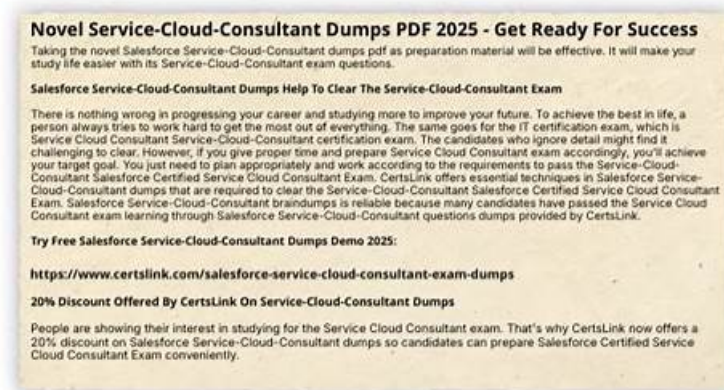 Novel Service-Cloud-Consultant Dumps PDF 2025 - Get Ready For Success
Taking the novel Salesforce Service-Cloud-Consultant dumps pdf as preparation material will be effective. It will make your
study life easier with its Service-Cloud-Consultant exam questions.
Salesforce Service-Cloud-Consultant Dumps Help To Clear The Service-Cloud-Consultant Exam
There is nothing wrong in progressing your career and studying more to improve your future. To achieve the best in life, a
person always tries to work hard to get the most out of everything. The same goes for the IT certification exam, which is
Service Cloud Consultant Service-Cloud-Consultant certification exam. The candidates who ignore detail might find it
challenging to clear. However, if you give proper time and prepare Service Cloud Consultant exam accordingly, you'll achieve
your target goal. You just need to plan appropriately and work according to the requirements to pass the Service-Cloud-
Consultant Salesforce Certified Service Cloud Consultant Exam. CertsLink offers essential techniques in Salesforce Service-
Cloud-Consultant dumps that are required to clear the Service-Cloud-Consultant Salesforce Certified Service Cloud Consultant
Exam. Salesforce Service-Cloud-Consultant braindumps is reliable because many candidates have passed the Service Cloud
Consultant exam learning through Salesforce Service-Cloud-Consultant questions dumps provided by CertsLink.
Try Free Salesforce Service-Cloud-Consultant Dumps Demo 2025:
https://www.certslink.com/salesforce-service-cloud-consultant-exam-dumps
20% Discount Offered By CertsLink On Service-Cloud-Consultant Dumps
People are showing their interest in studying for the Service Cloud Consultant exam. That's why CertsLink now offers a
20% discount on Salesforce Service-Cloud-Consultant dumps so candidates can prepare Salesforce Certified Service
Cloud Consultant Exam conveniently.